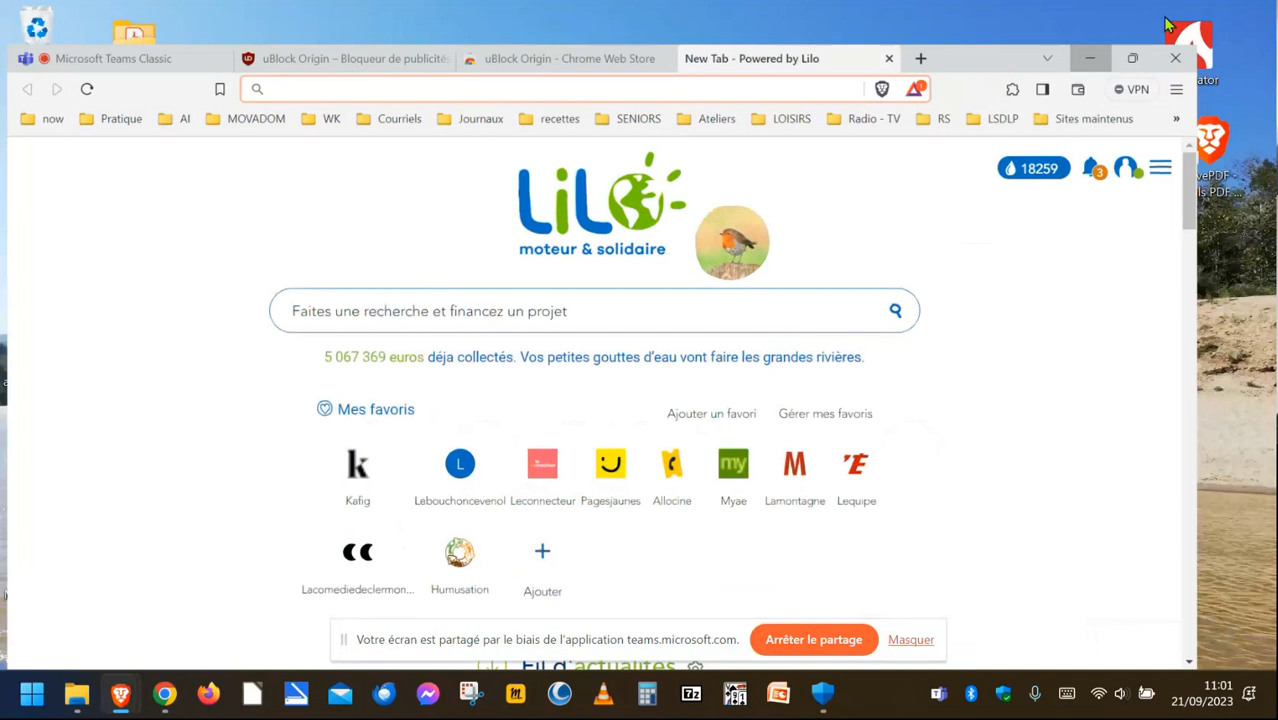 Microsoft Teams Classic
uBlock Origin – Bloqueur de publicités
uBlock Origin - Chrome Web Store
New Tab - Powered by Lilo
VPN
now
Pratique
AI
MOVADOM
WK
Courriels
Journaux
recettes
SENIORS
Ateliers
LOISIRS
Radio - TV
RS
LSDLP
Sites maintenus
LiLO
moteur & solidaire
18259
3
Faites une recherche et financez un projet
5 067 369 euros déja collectés. Vos petites gouttes d'eau vont faire les grandes rivières.
Mes favoris
Ajouter un favori
Gérer mes favoris
Kafig
Lebouchoncevenol
Leconnecteur
Pagesjaunes
Allocine
Myae
Lamontagne
Lequipe
Lacomediedeclermon...
Humusation
Ajouter
Votre écran est partagé par le biais de l'application teams.microsoft.com.
Arrêter le partage
Masquer
Fil d'actualités
11:01
21/09/2023